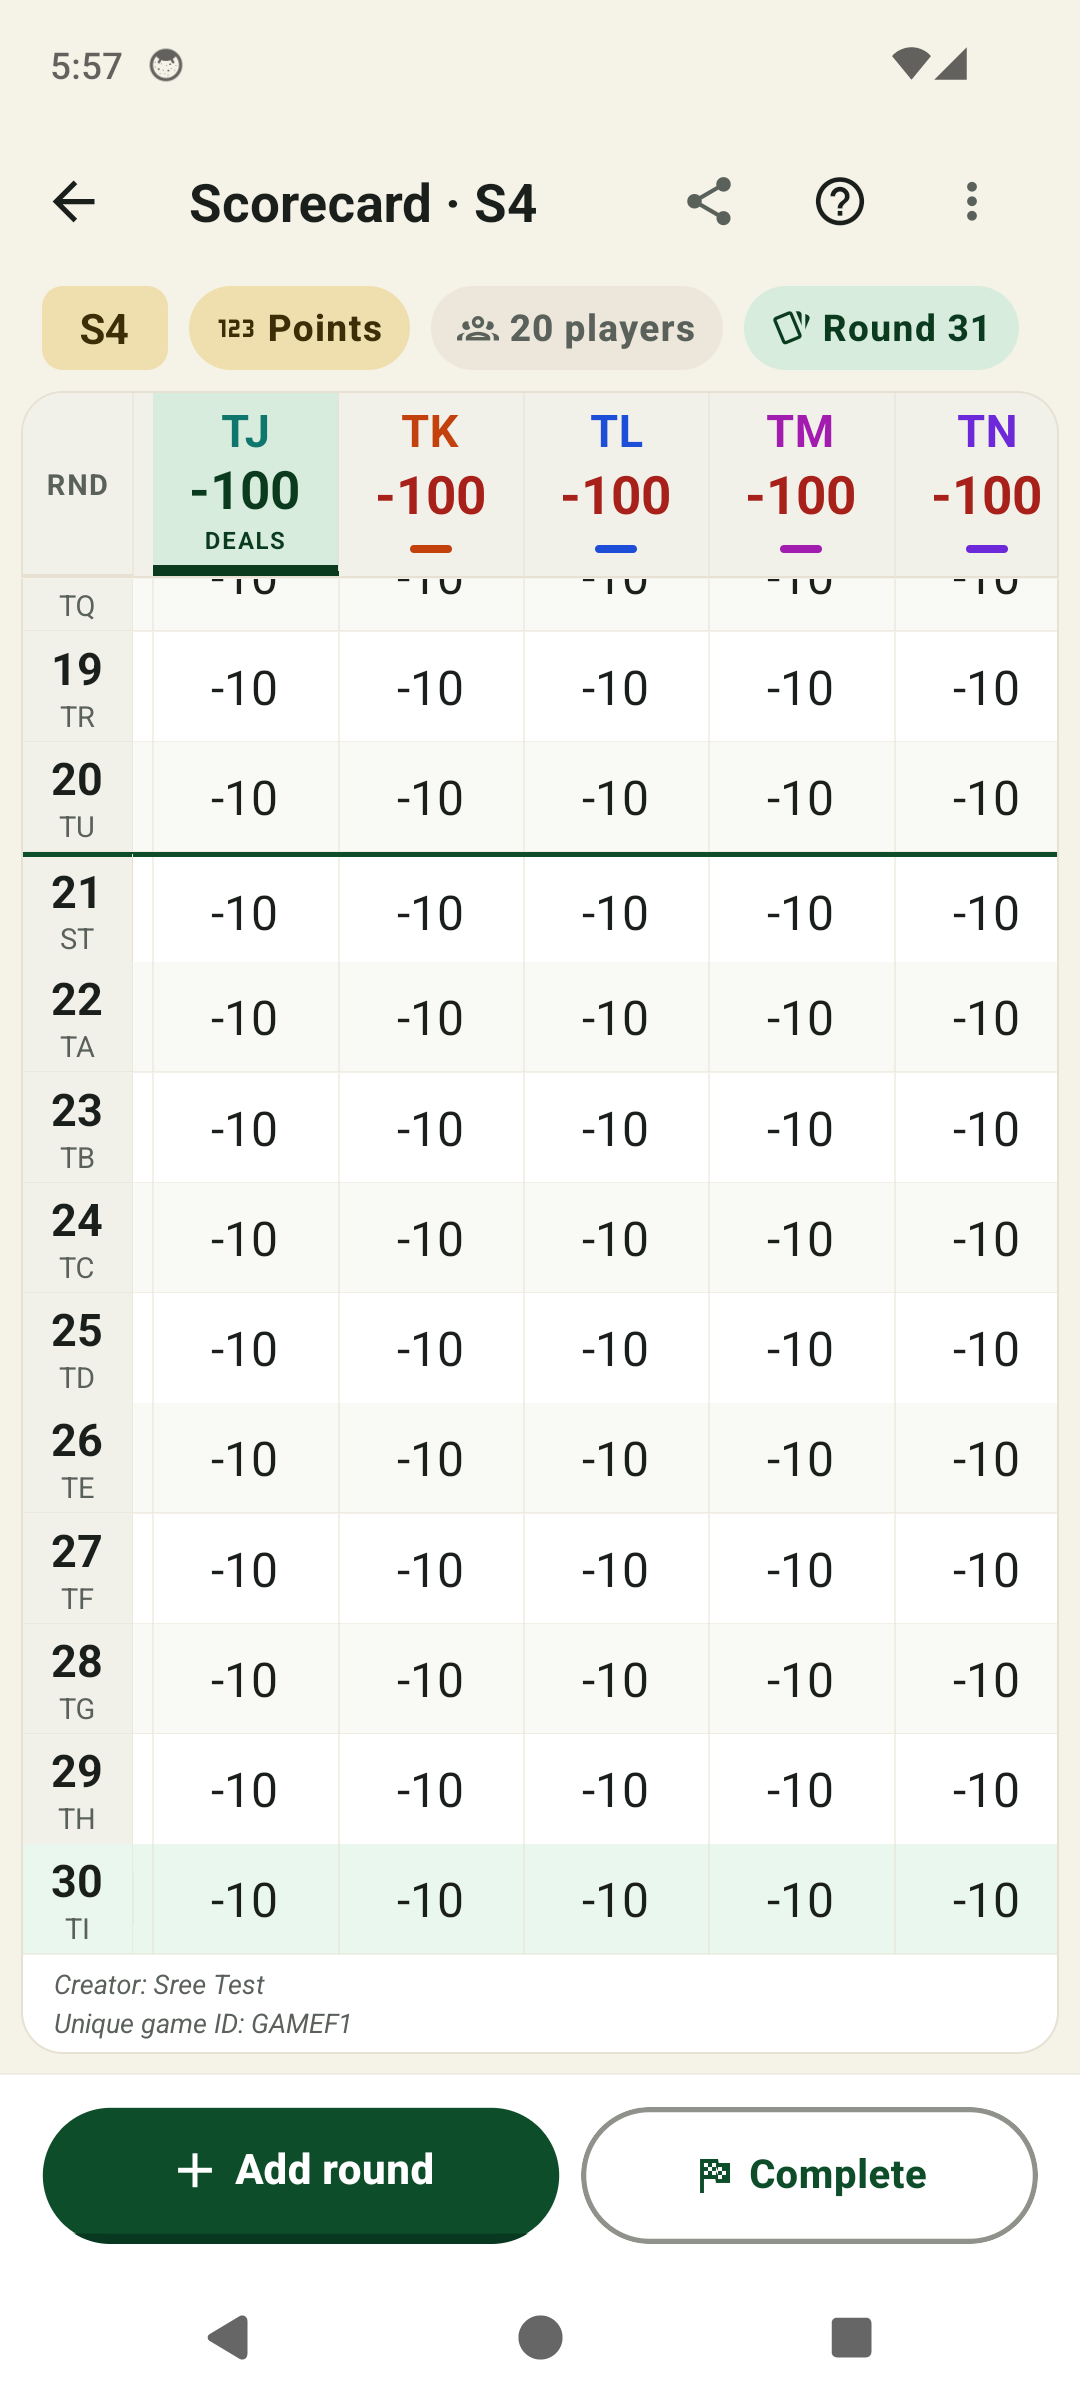 5:57
Scorecard · S4
S4
123 Points
20 players
Round 31
RND TJ TK TL TM TN
-100 -100 -100 -100 -100
DEALS
-10 -10 -10 -10 -10
TQ
19 -10 -10 -10 -10 -10
TR
20 -10 -10 -10 -10 -10
TU
21 -10 -10 -10 -10 -10
ST
22 -10 -10 -10 -10 -10
TA
23 -10 -10 -10 -10 -10
TB
24 -10 -10 -10 -10 -10
TC
25 -10 -10 -10 -10 -10
TD
26 -10 -10 -10 -10 -10
TE
27 -10 -10 -10 -10 -10
TF
28 -10 -10 -10 -10 -10
TG
29 -10 -10 -10 -10 -10
TH
30 -10 -10 -10 -10 -10
TI
Creator: Sree Test
Unique game ID: GAMEF1
Add round
Complete